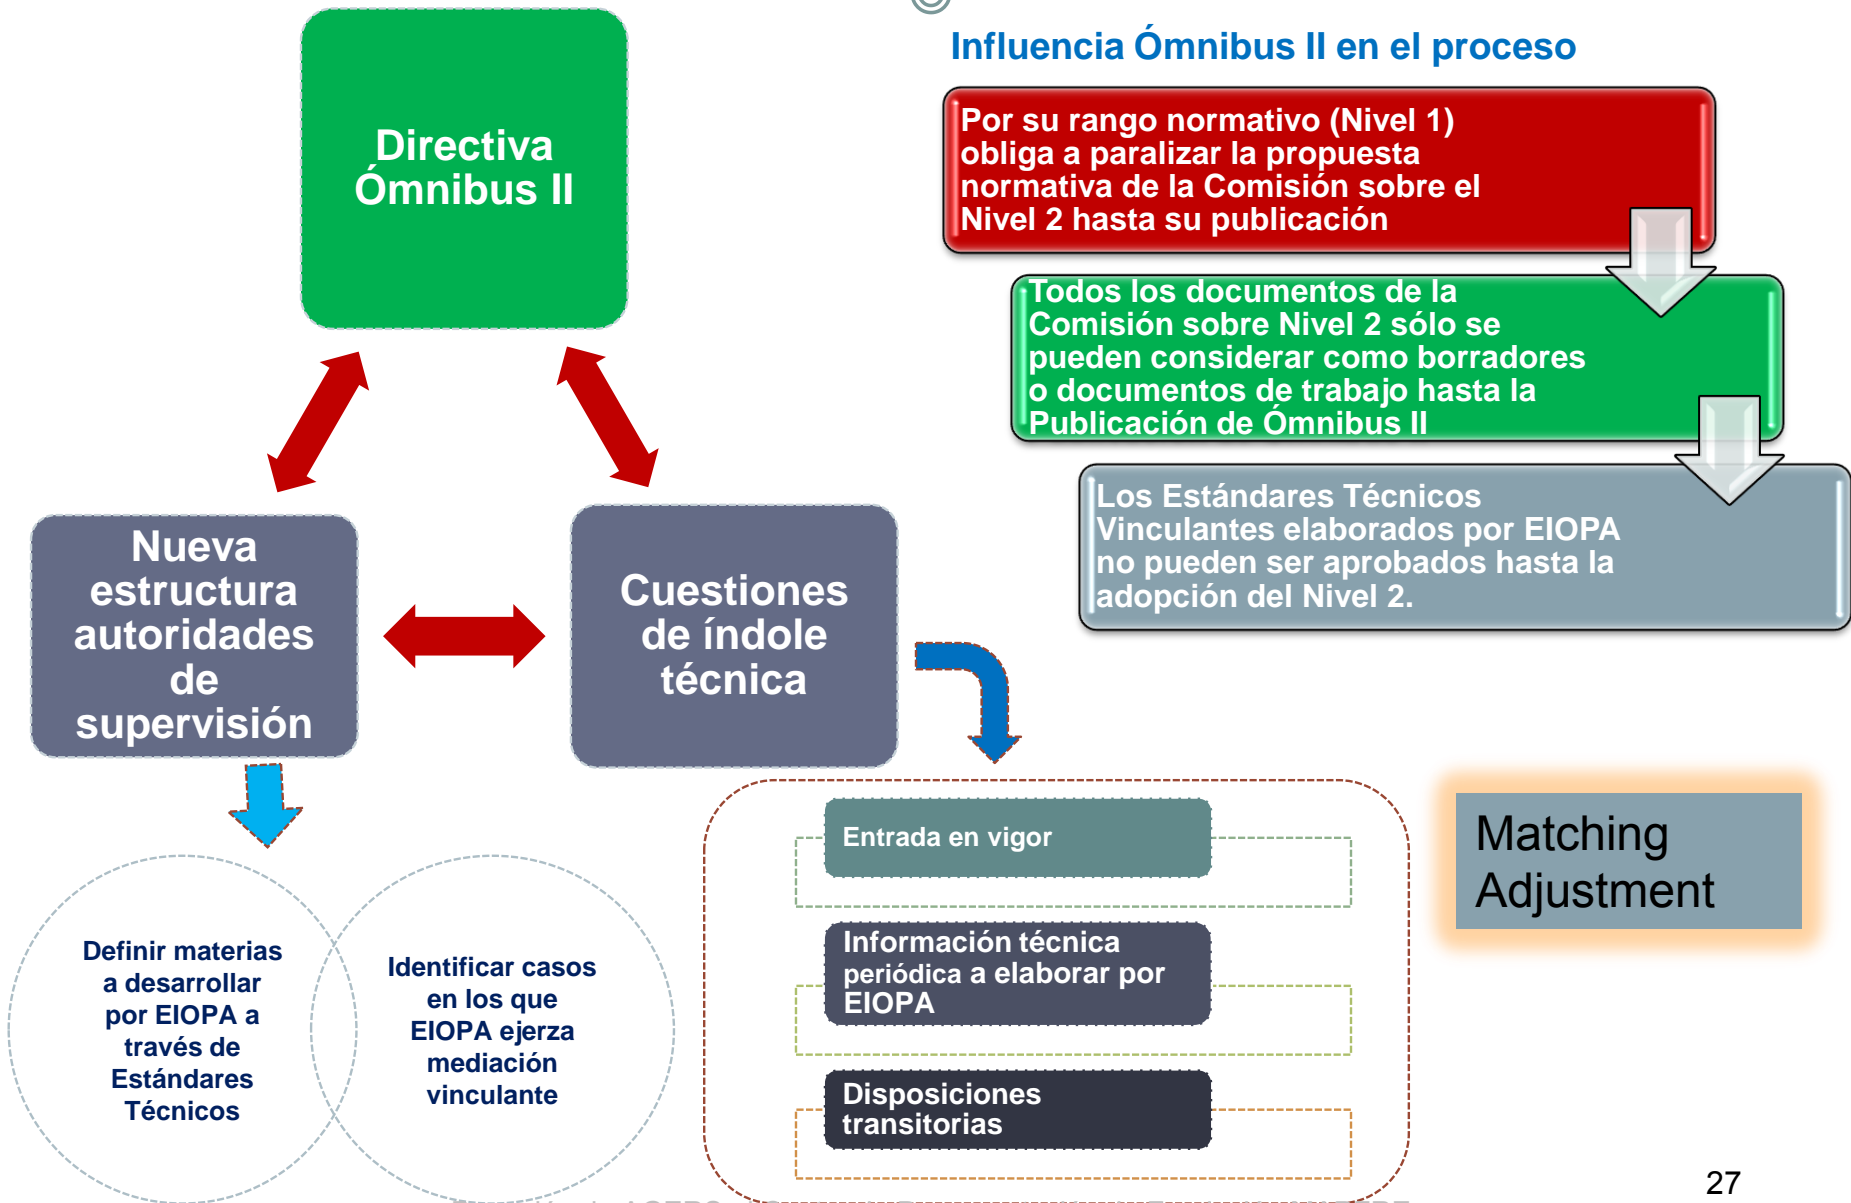 Directiva
Ómnibus II
Influencia Ómnibus II en el proceso
Por su rango normativo (Nivel 1)
obliga a paralizar la propuesta
normativa de la Comisión sobre el
Nivel 2 hasta su publicación
Todos los documentos de la
Comisión sobre Nivel 2 sólo se
pueden considerar como borradores
o documentos de trabajo hasta la
Publicación de Ómnibus II
Los Estándares Técnicos
Vinculantes elaborados por EIOPA
no pueden ser aprobados hasta la
adopción del Nivel 2.
Nueva
estructura
autoridades
de
supervisión
Cuestiones
de índole
técnica
Definir materias
a desarrollar
por EIOPA a
través de
Estándares
Técnicos
Identificar casos
en los que
EIOPA ejerza
mediación
vinculante
Entrada en vigor
Información técnica
periódica a elaborar por
EIOPA
Disposiciones
transitorias
Matching
Adjustment
27